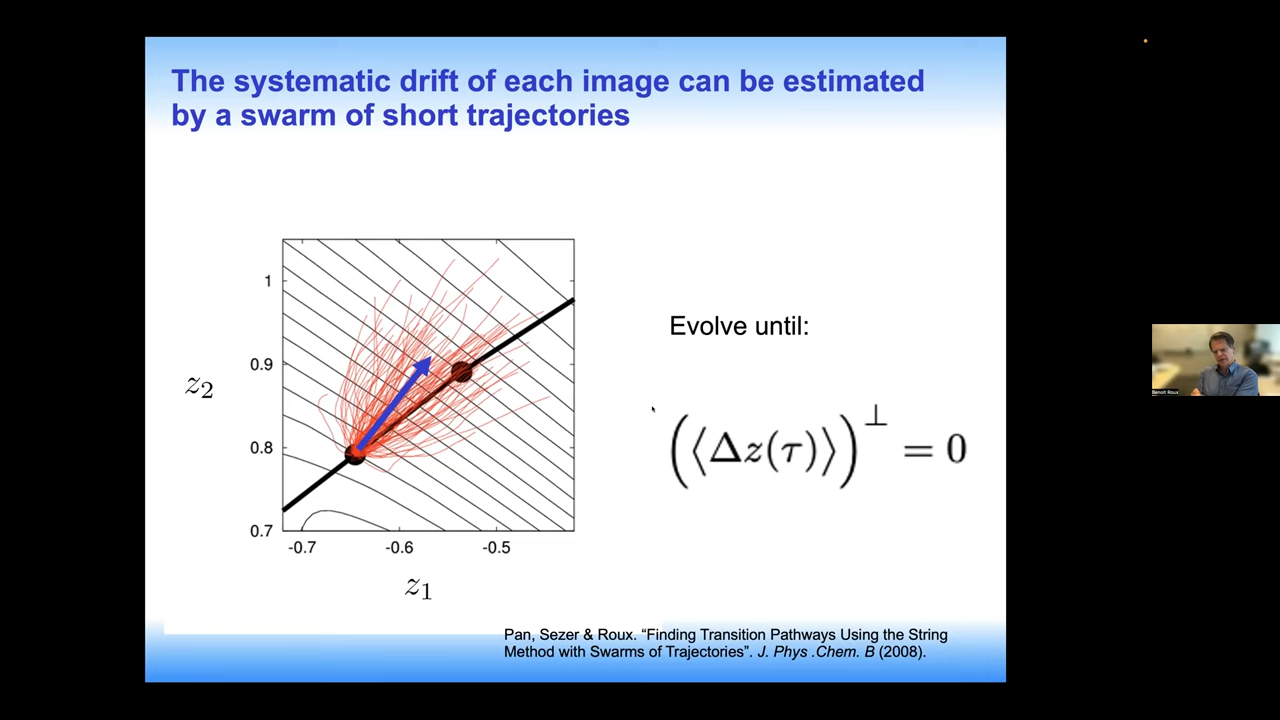 The systematic drift of each image can be estimated
by a swarm of short trajectories
1
0.9
0.8
0.7
z₂
-0.7 -0.6 -0.5
z₁
Evolve until:
(⟨Δz(τ)⟩)^⊥ = 0
Pan, Sezer & Roux. “Finding Transition Pathways Using the String
Method with Swarms of Trajectories”. J. Phys .Chem. B (2008).
Benoit Roux